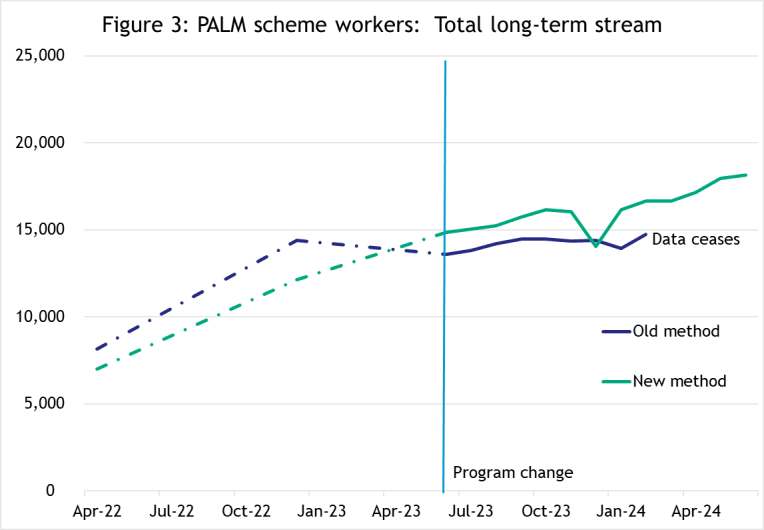 Figure 3: PALM scheme workers: Total long-term stream
25,000
20,000
15,000
10,000
5,000
0
Data ceases
Old method
New method
Program change
Apr-22 Jul-22 Oct-22 Jan-23 Apr-23 Jul-23 Oct-23 Jan-24 Apr-24